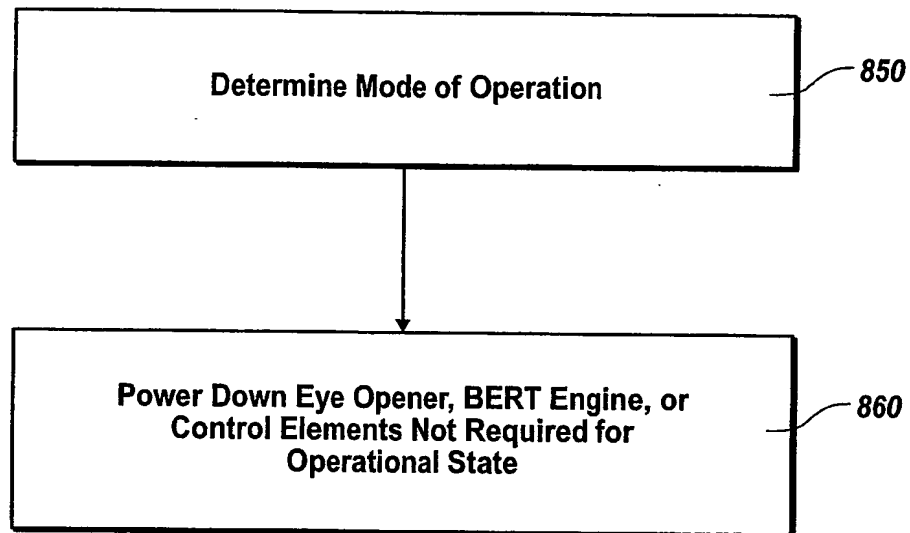 Determine Mode of Operation
850
Power Down Eye Opener, BERT Engine, or
Control Elements Not Required for
Operational State
860